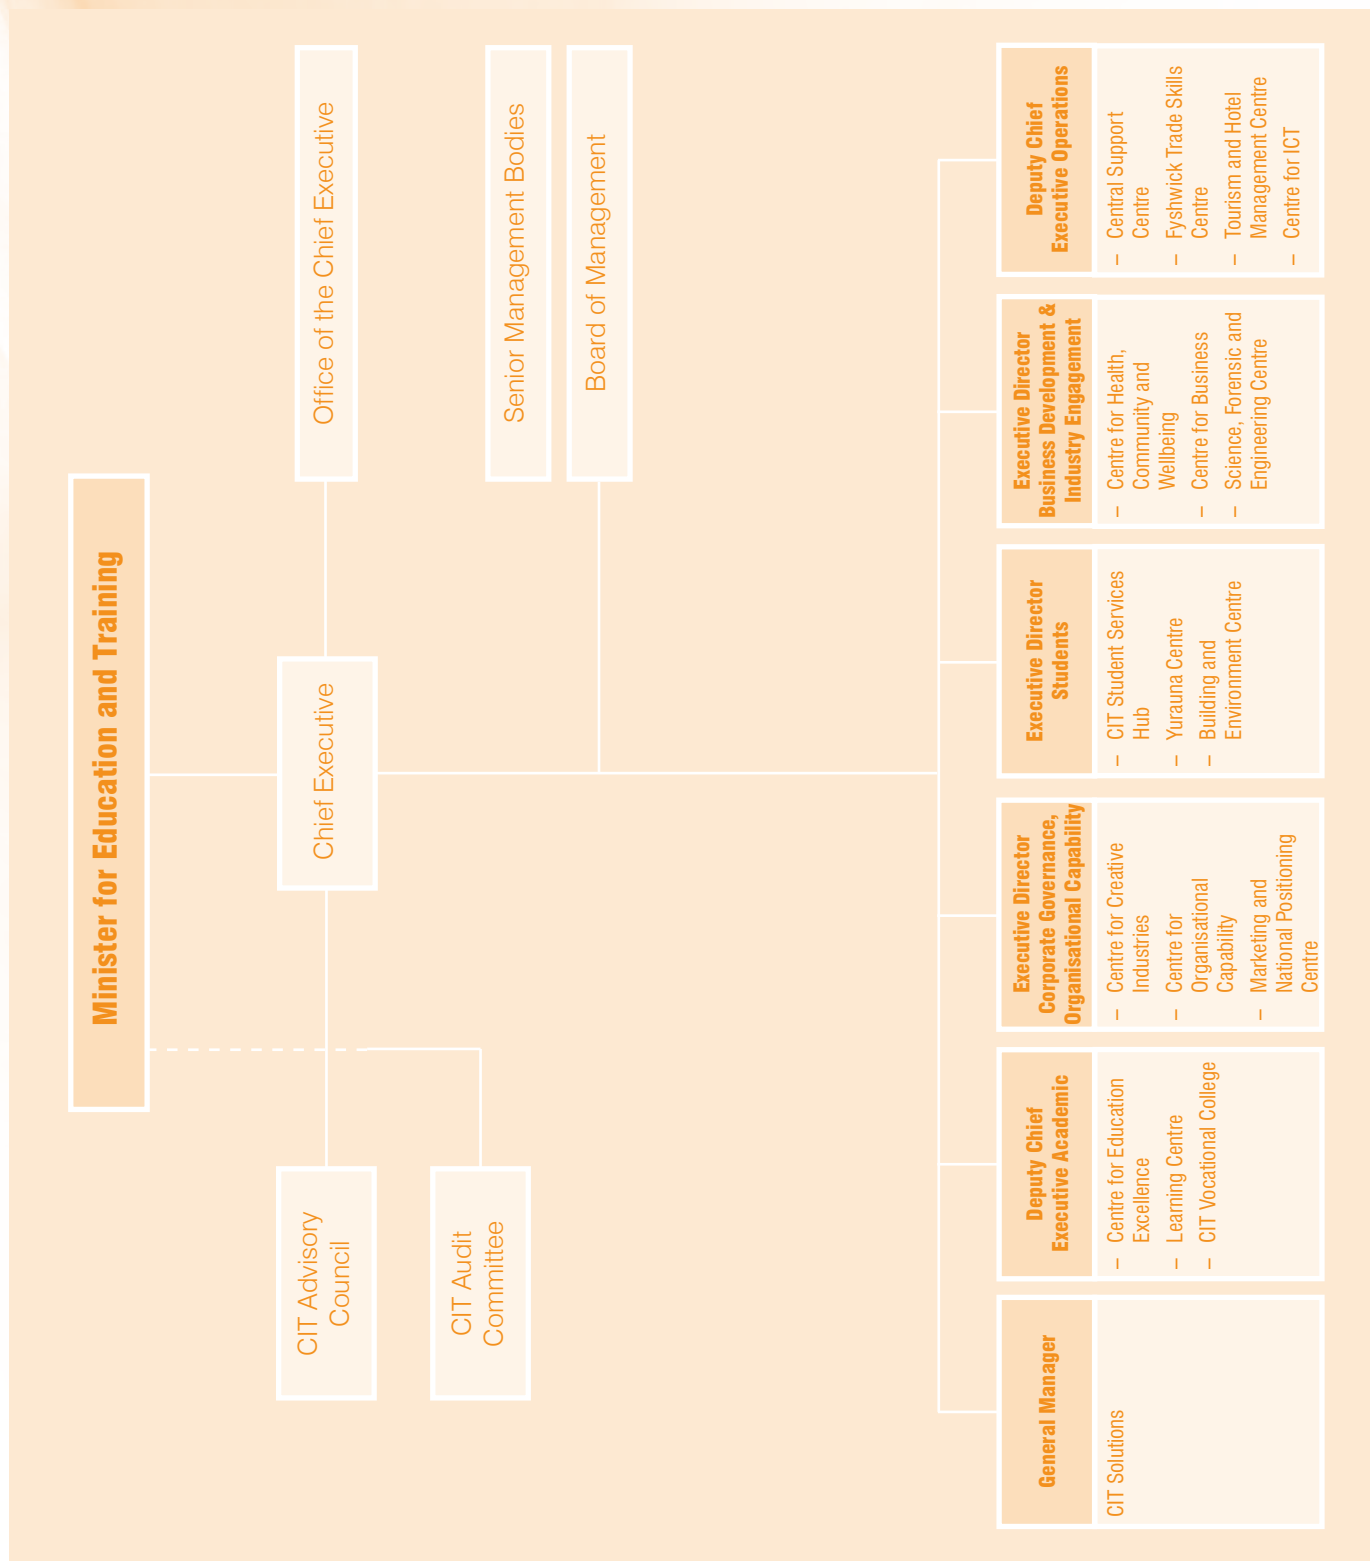 Minister for Education and Training
CIT Advisory
Council
Chief Executive
Office of the Chief Executive
CIT Audit
Committee
Senior Management Bodies
Board of Management
General Manager
CIT Solutions
Deputy Chief
Executive Academic
– Centre for Education
Excellence
– Learning Centre
– CIT Vocational College
Executive Director
Corporate Governance,
Organisational Capability
– Centre for Creative
Industries
– Centre for
Organisational
Capability
– Marketing and
National Positioning
Centre
Executive Director
Students
– CIT Student Services
Hub
– Yurauna Centre
– Building and
Environment Centre
Executive Director
Business Development &
Industry Engagement
– Centre for Health,
Community and
Wellbeing
– Centre for Business
– Science, Forensic and
Engineering Centre
Deputy Chief
Executive Operations
– Central Support
Centre
– Fyshwick Trade Skills
Centre
– Tourism and Hotel
Management Centre
– Centre for ICT